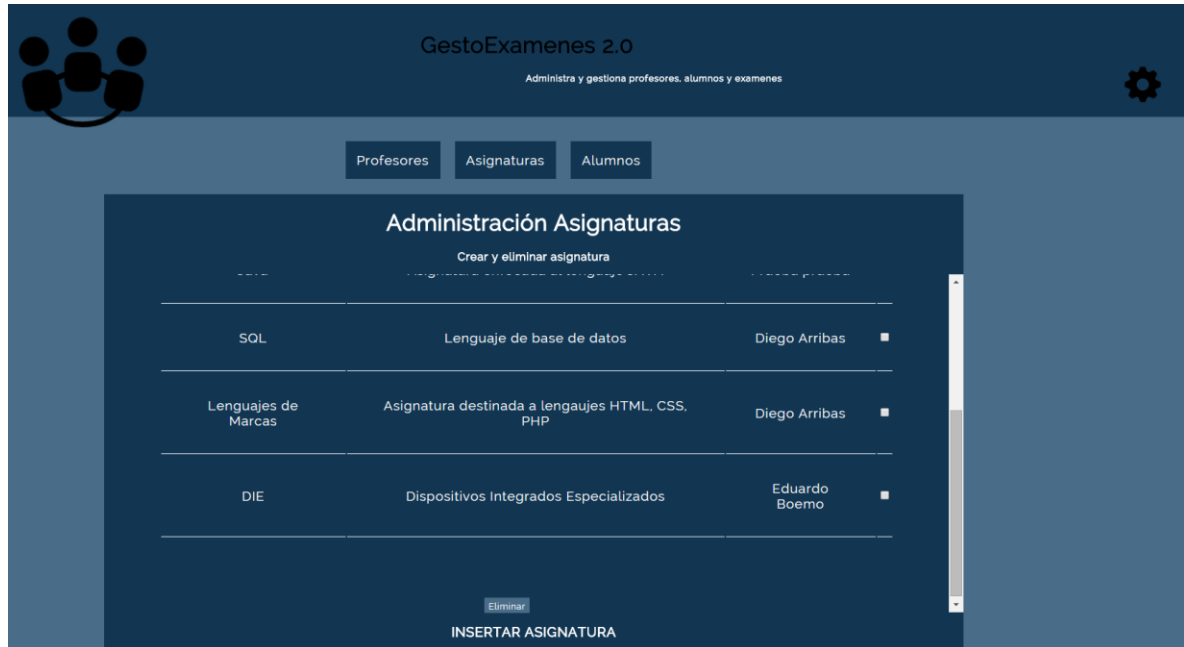 GestoExamenes 2.0
Administra y gestiona profesores, alumnos y examenes
Profesores Asignaturas Alumnos
Administración Asignaturas
Crear y eliminar asignatura
SQL Lenguaje de base de datos Diego Arribas
Lenguajes de Marcas Asignatura destinada a lengaujes HTML, CSS, PHP Diego Arribas
DIE Dispositivos Integrados Especializados Eduardo Boemo
Eliminar
INSERTAR ASIGNATURA